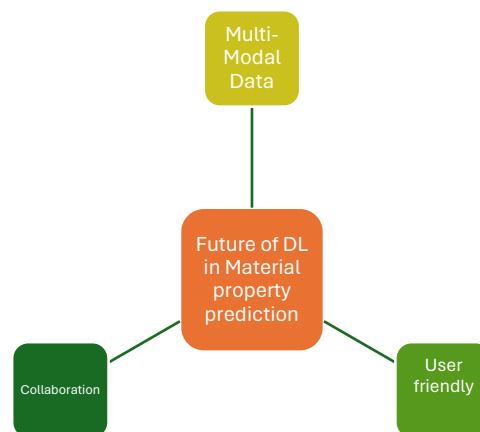 Multi-
Modal
Data
Future of DL
in Material
property
prediction
Collaboration
User
friendly